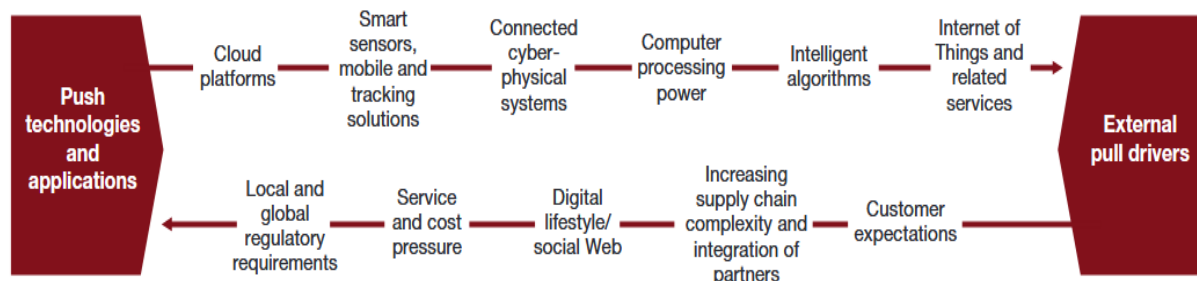 Push
technologies
and
applications
Cloud
platforms
Smart
sensors,
mobile and
tracking
solutions
Connected
cyber-
physical
systems
Computer
processing
power
Intelligent
algorithms
Internet of
Things and
related
services
External
pull drivers
Local and
global
regulatory
requirements
Service
and cost
pressure
Digital
lifestyle/
social Web
Increasing
supply chain
complexity and
integration of
partners
Customer
expectations